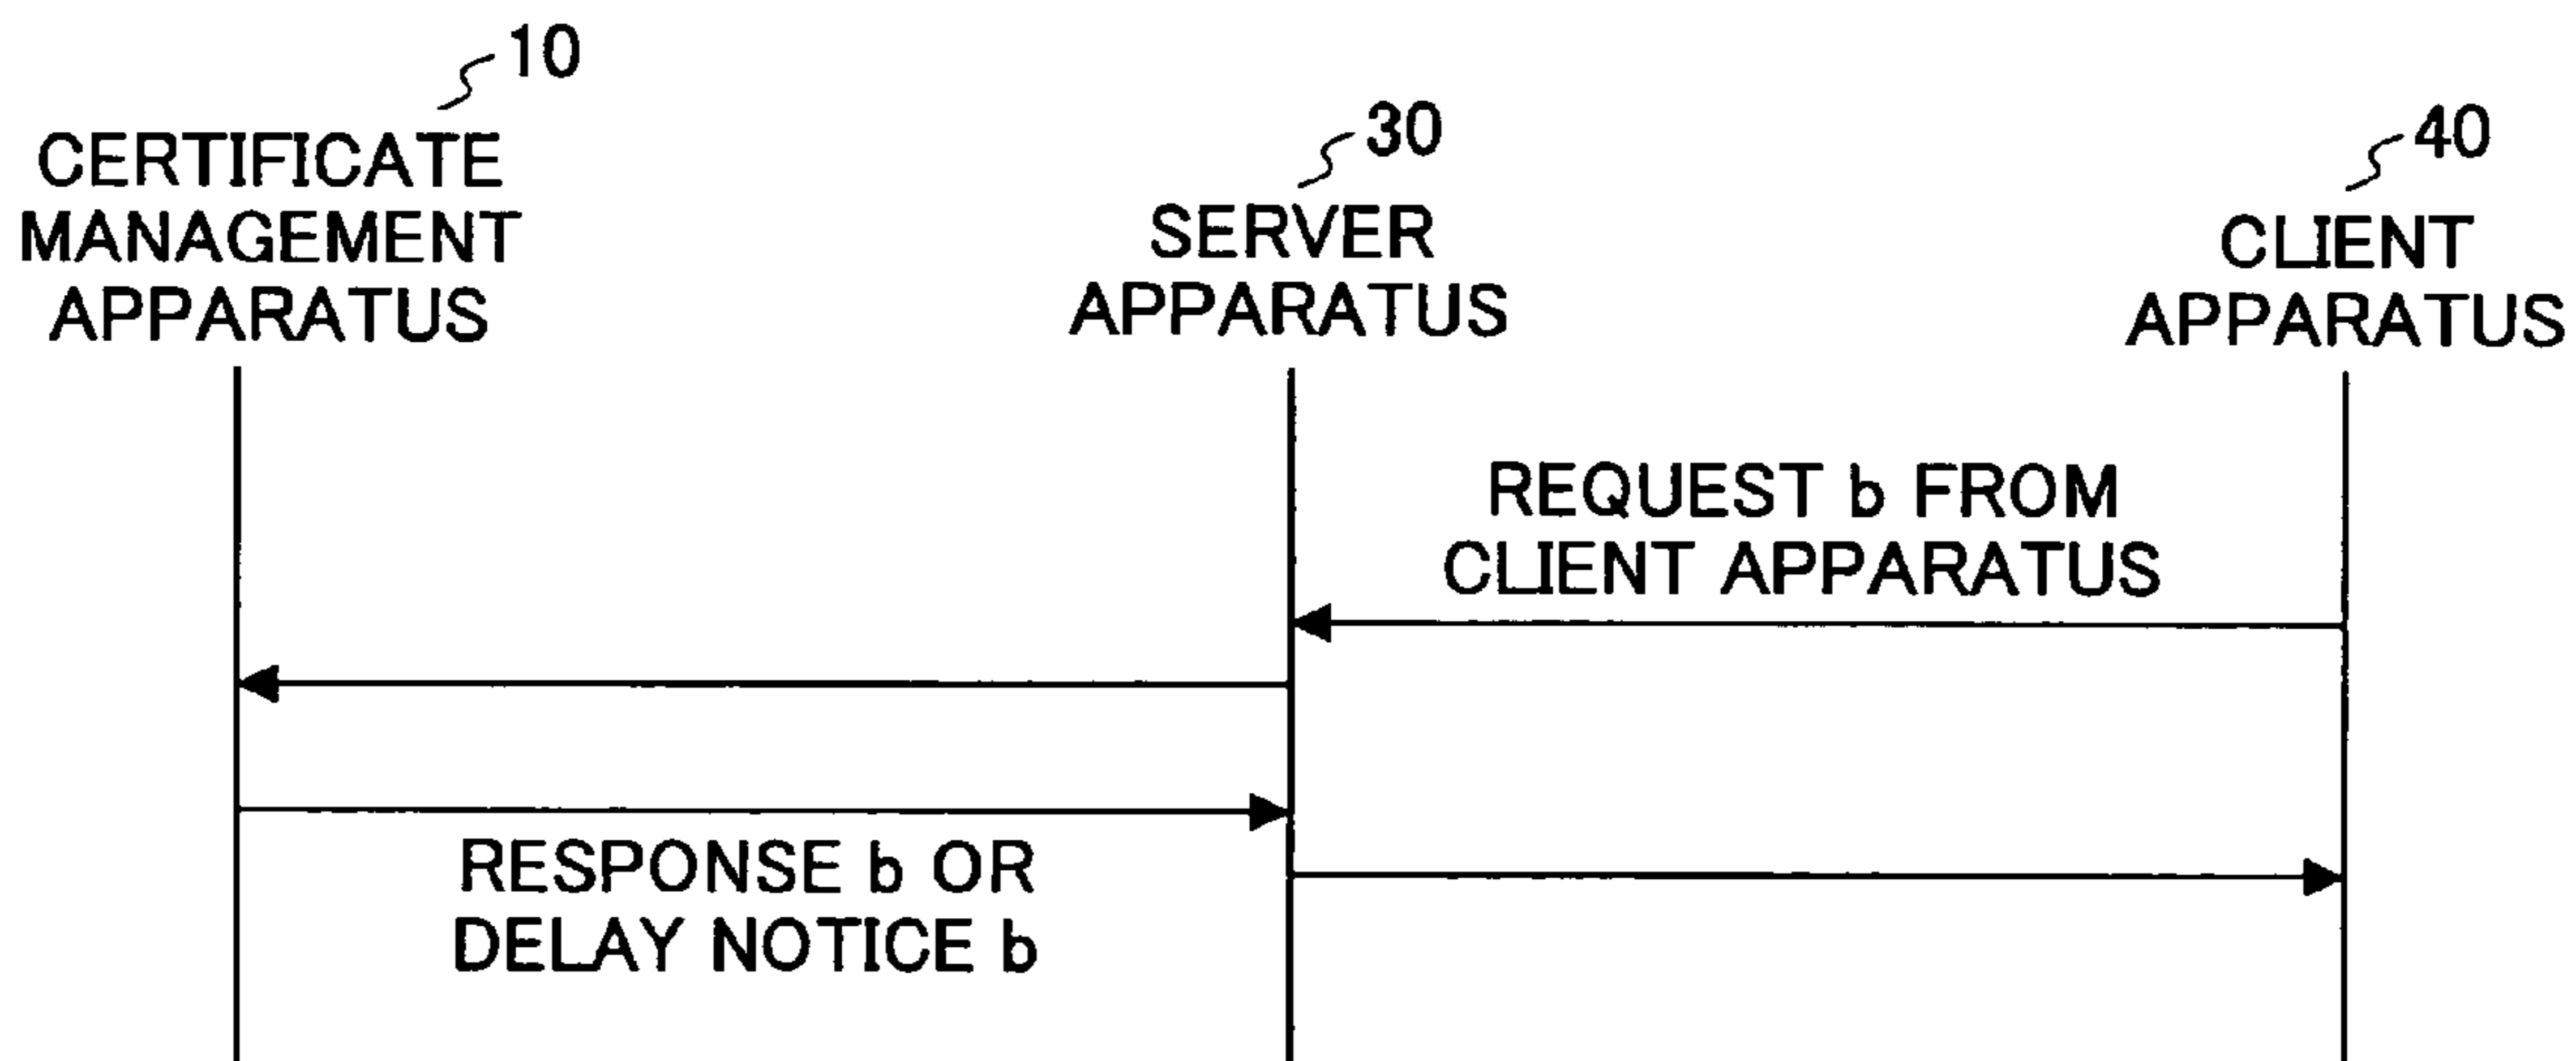 10
CERTIFICATE
MANAGEMENT
APPARATUS
30
SERVER
APPARATUS
40
CLIENT
APPARATUS
REQUEST b FROM
CLIENT APPARATUS
RESPONSE b OR
DELAY NOTICE b